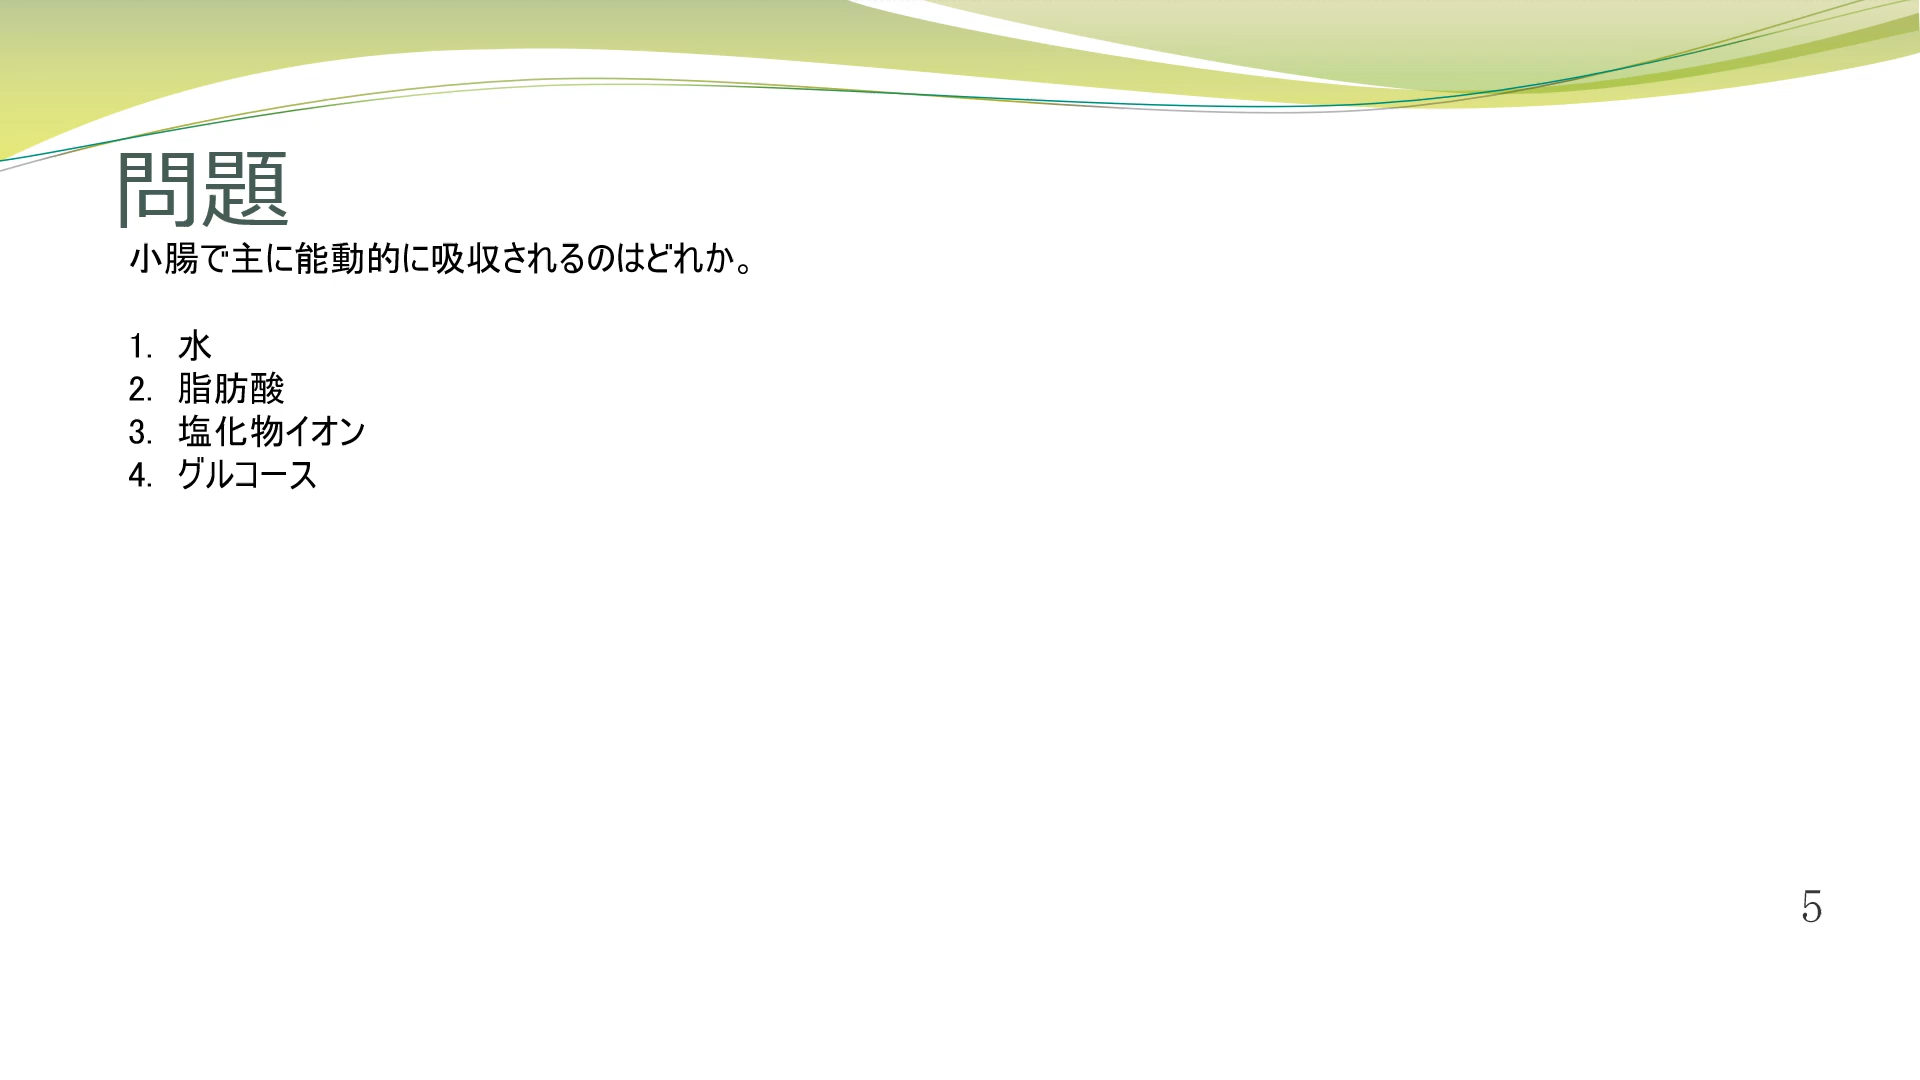 問題
小腸で主に能動的に吸収されるのはどれか。
1. 水
2. 脂肪酸
3. 塩化物イオン
4. グルコース
5